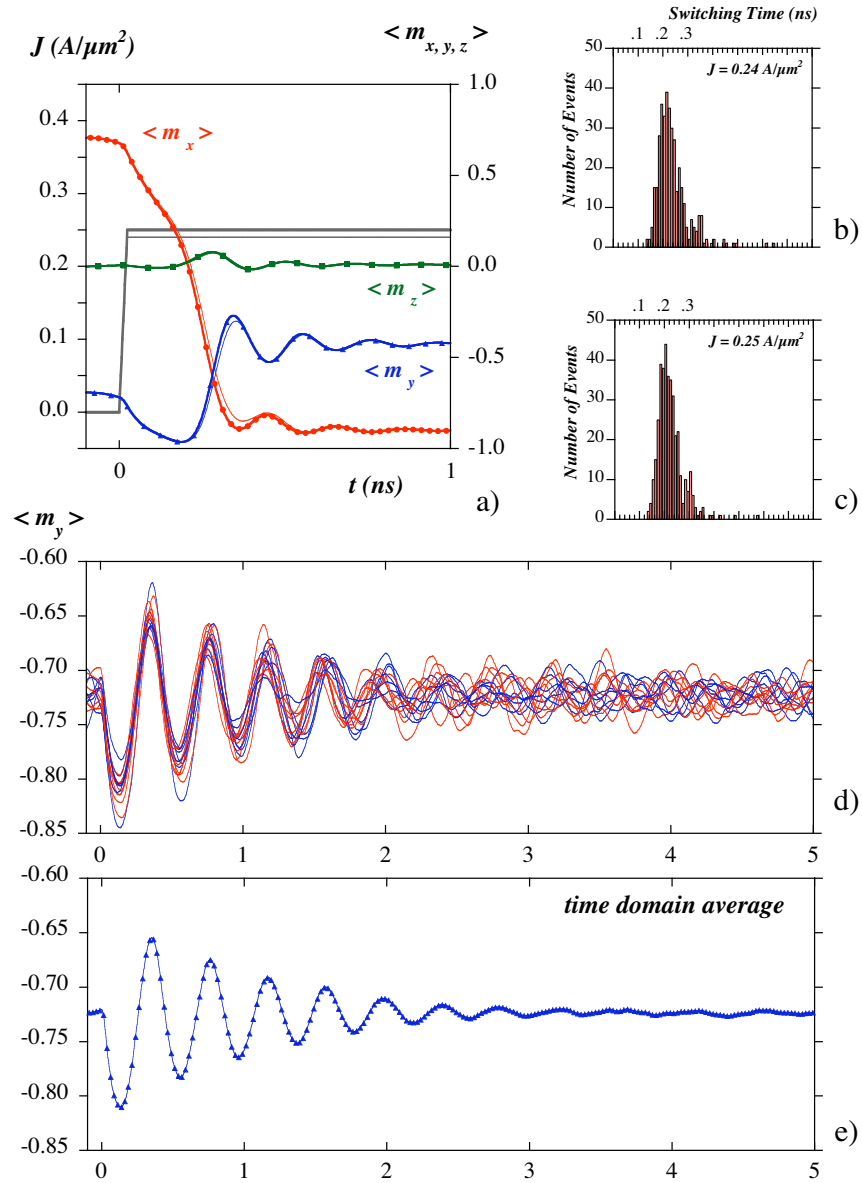 J (A/µm²)
< m x, y, z >
1.0
0.4
< m x >
0.5
0.3
0.2
0.0
< m z >
0.1
< m y >
-0.5
0.0
-1.0
0
1
t (ns)
a)
Switching Time (ns)
.1 .2 .3
50
J = 0.24 A/µm²
40
30
20
10
0
Number of Events
b)
.1 .2 .3
50
J = 0.25 A/µm²
40
30
20
10
0
Number of Events
c)
< m y >
-0.60
-0.65
-0.70
-0.75
-0.80
-0.85
0 1 2 3 4 5
d)
-0.60
time domain average
-0.65
-0.70
-0.75
-0.80
-0.85
0 1 2 3 4 5
e)